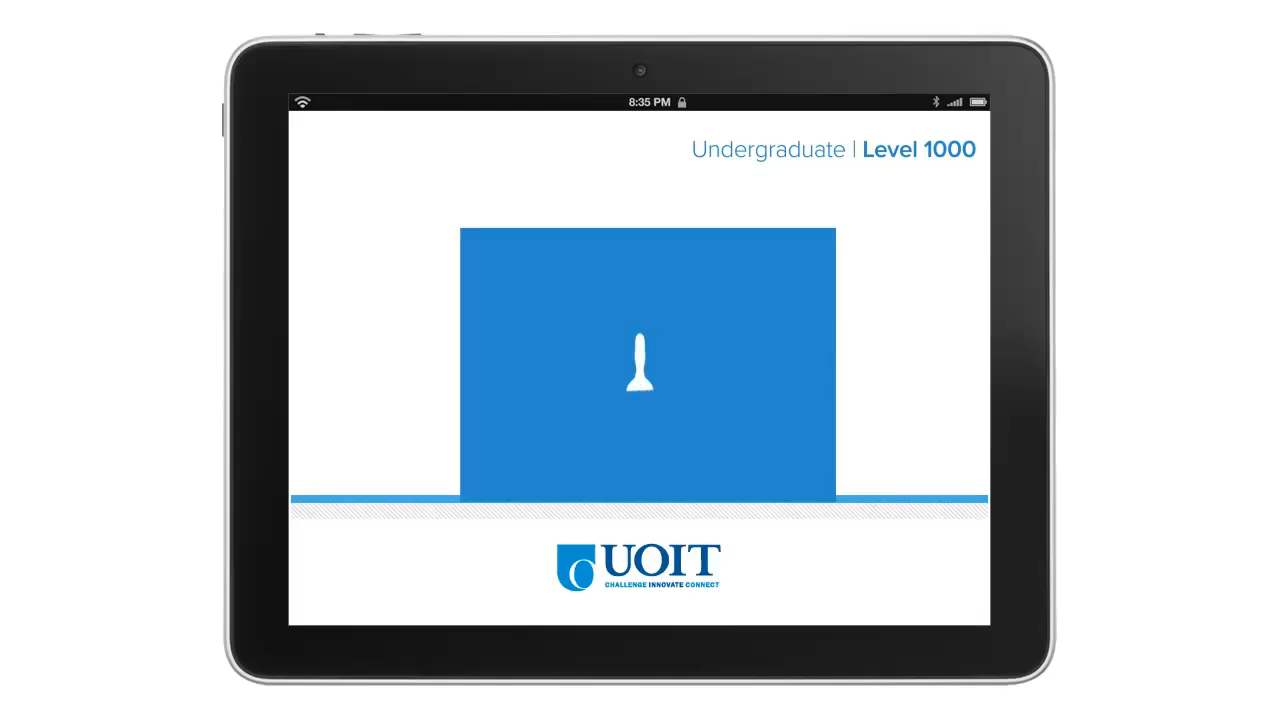 8:35 PM
Undergraduate | Level 1000
UOIT
CHALLENGE INNOVATE CONNECT